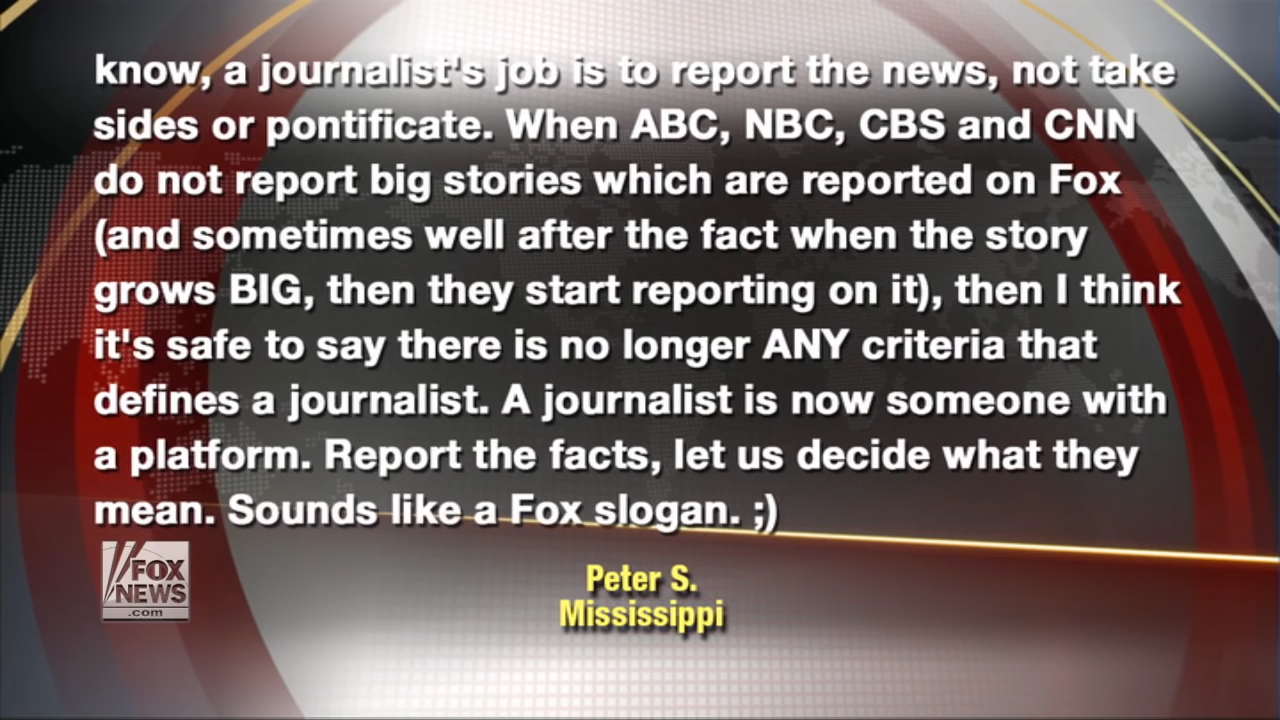 know, a journalist's job is to report the news, not take
sides or pontificate. When ABC, NBC, CBS and CNN
do not report big stories which are reported on Fox
(and sometimes well after the fact when the story
grows BIG, then they start reporting on it), then I think
it's safe to say there is no longer ANY criteria that
defines a journalist. A journalist is now someone with
a platform. Report the facts, let us decide what they
mean. Sounds like a Fox slogan. ;)
FOX
NEWS
.com
Peter S.
Mississippi